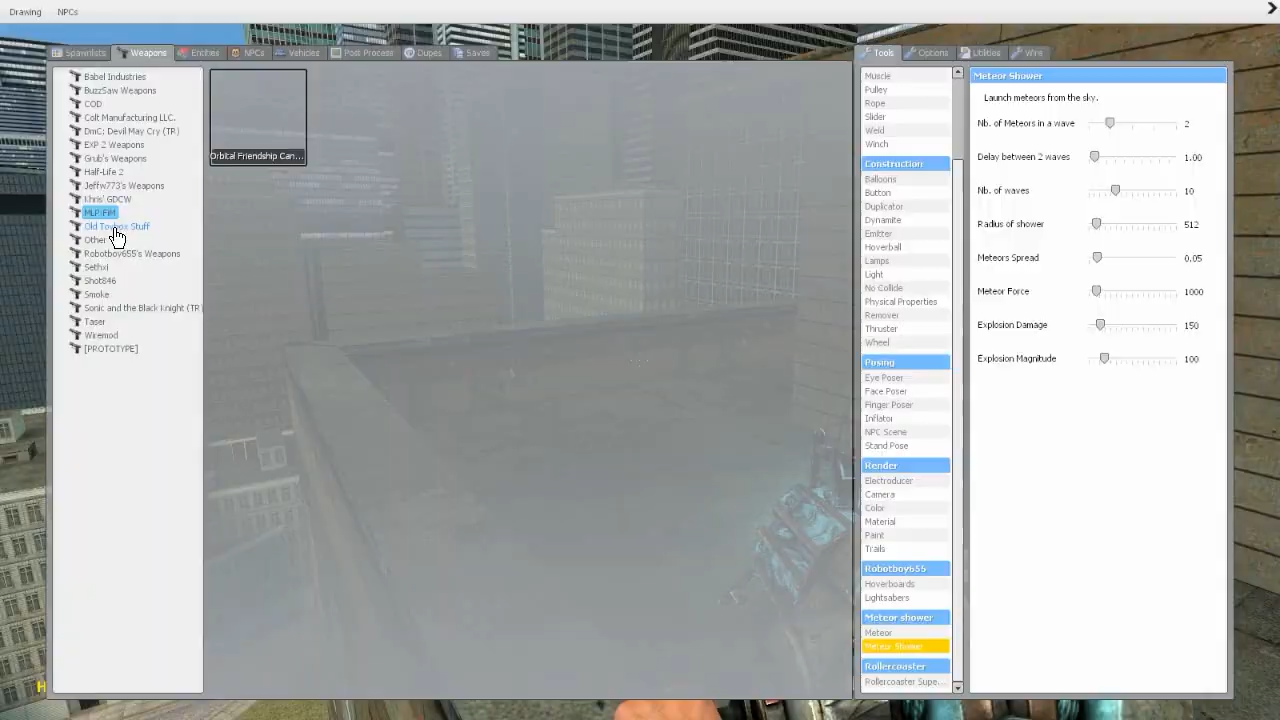 Drawing NPCs
Spawnlists Weapons Entities NPCs Vehicles Post Process Dupes Saves
Babel Industries
BuzzSaw Weapons
COD
Colt Manufacturing LLC.
DmC: Devil May Cry (TR)
EXP 2 Weapons
Grub's Weapons
Half-Life 2
Jeffw773's Weapons
Khris' GDCW
MLP:FiM
Old Toybox Stuff
Other
Robotboy655's Weapons
Sethxi
Shot846
Smoke
Sonic and the Black Knight (TR)
Taser
Wiremod
[PROTOTYPE]
Orbital Friendship Can...
Tools Options Utilities Wire
Muscle
Pulley
Rope
Slider
Weld
Winch
Construction
Balloons
Button
Duplicator
Dynamite
Emitter
Hoverball
Lamps
Light
No Collide
Physical Properties
Remover
Thruster
Wheel
Posing
Eye Poser
Face Poser
Finger Poser
Inflator
NPC Scene
Stand Pose
Render
Electroducer
Camera
Color
Material
Paint
Trails
Robotboy655
Hoverboards
Lightsabers
Meteor shower
Meteor
Meteor Shower
Rollercoaster
Rollercoaster Supe...
Meteor Shower
Launch meteors from the sky.
Nb. of Meteors in a wave 2
Delay between 2 waves 1.00
Nb. of waves 10
Radius of shower 512
Meteors Spread 0.05
Meteor Force 1000
Explosion Damage 150
Explosion Magnitude 100
H